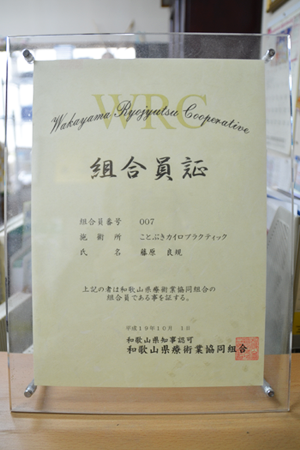 WRC
Wakayama Ryojyutsu Cooperative
組合員証
組合員番号 007
施術所 ことぶきカイロプラクティック
氏名 藤原 良規
上記の者は和歌山県療術業協同組合の
組合員である事を証する。
平成19年10月 1日
和歌山県知事認可
和歌山県療術業協同組合